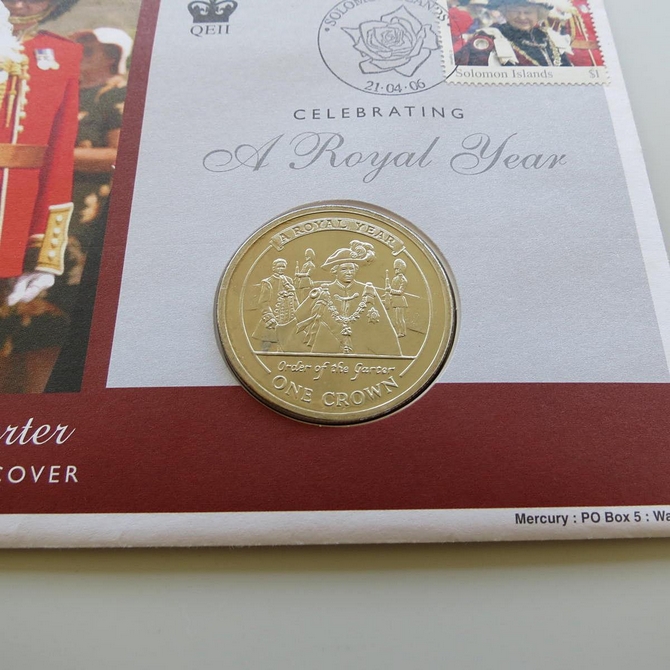 QEII
• SOLOMON ISLANDS
21·04·06
Solomon Islands
$1
CELEBRATING
A Royal Year
A ROYAL YEAR
Order of the Garter
ONE CROWN
rter
COVER
Mercury : PO Box 5 : Wa